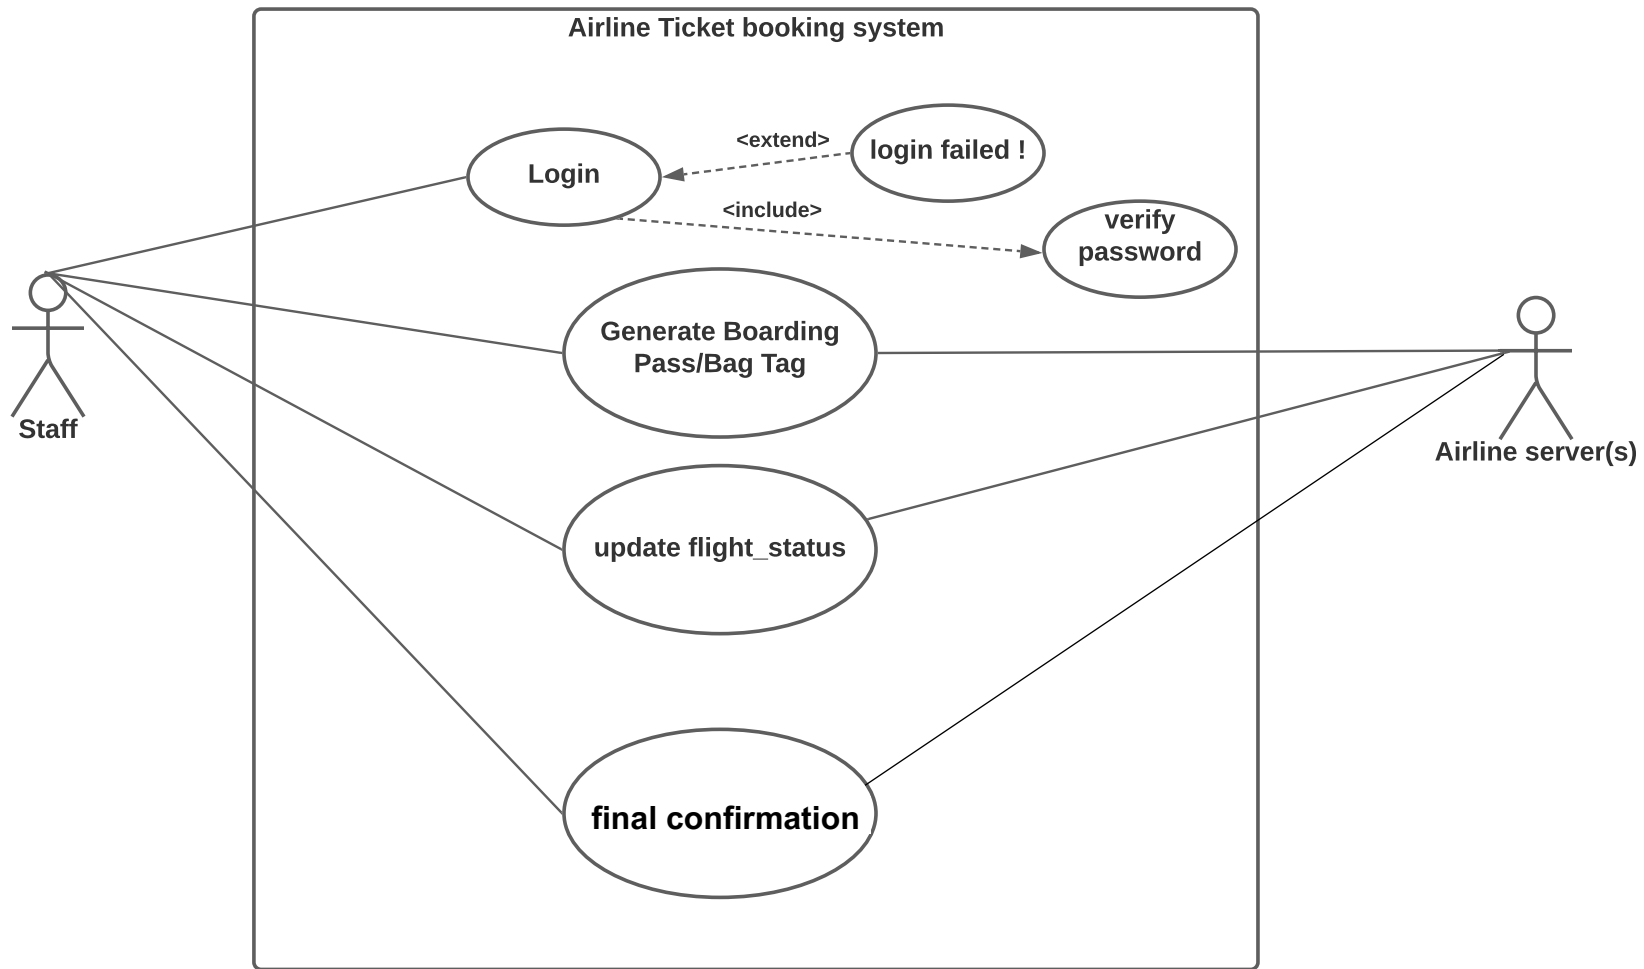 Airline Ticket booking system
<extend>
login failed !
Login
<include>
verify
password
Generate Boarding
Pass/Bag Tag
Staff
Airline server(s)
update flight_status
final confirmation